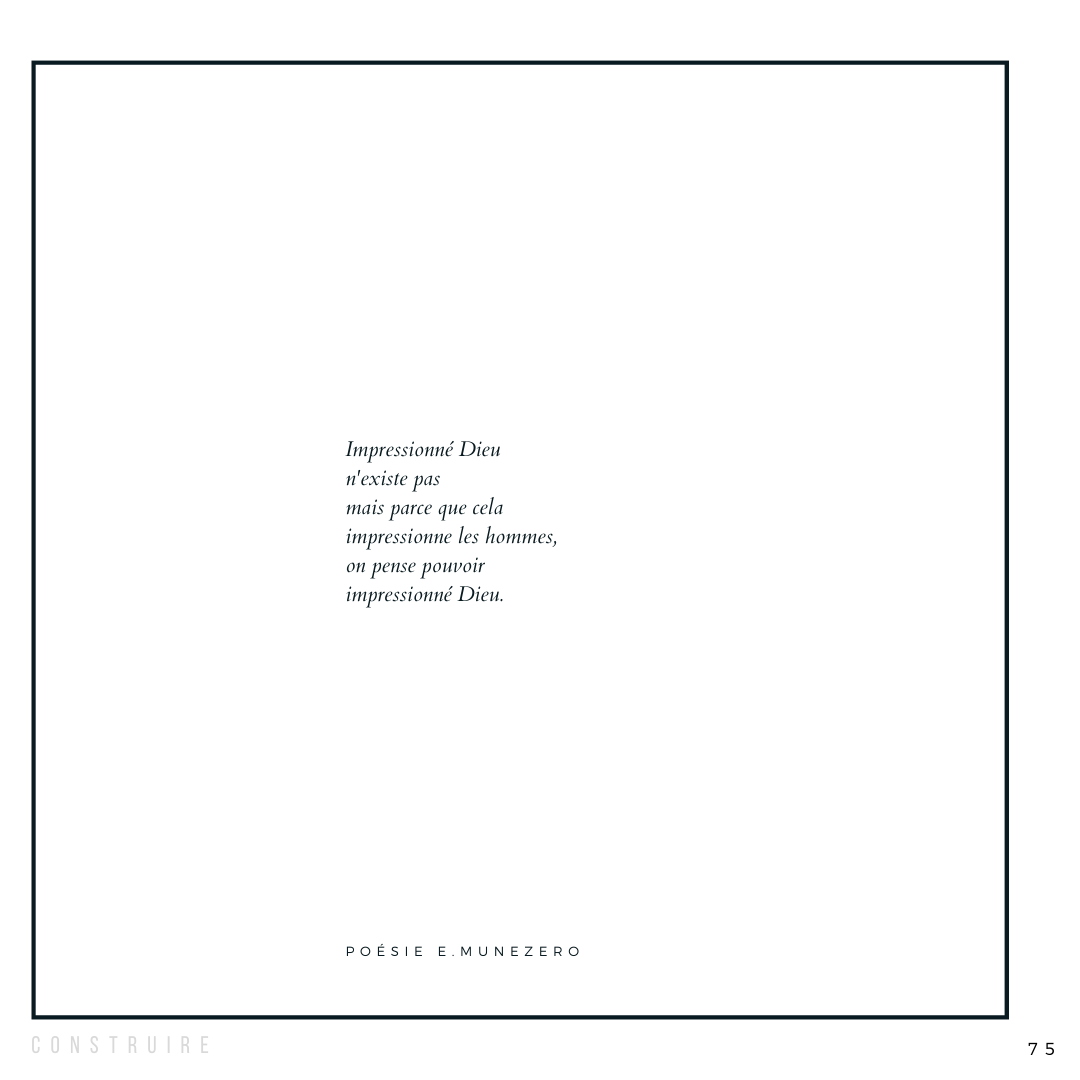 Impressionné Dieu
n'existe pas
mais parce que cela
impressionne les hommes,
on pense pouvoir
impressionné Dieu.
POÉSIE E.MUNEZERO
CONSTRUIRE
75